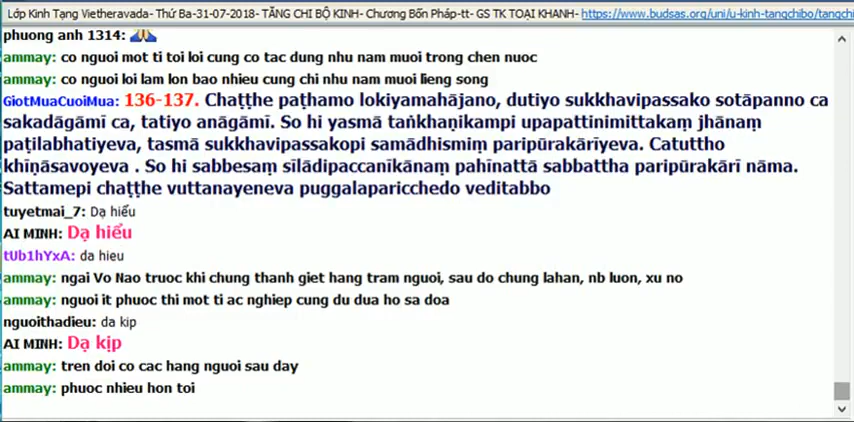 Lớp Kinh Tạng Vietheravada- Thứ Ba-31-07-2018- TĂNG CHI BỘ KINH- Chương Bốn Pháp-tt- GS TK TOẠI KHANH- https://www.budsas.org/uni/u-kinh-tangchibo/tangchi
phuong anh 1314: 🙏
ammay: co nguoi mot ti toi loi cung co tac dung nhu nam muoi trong chen nuoc
ammay: co nguoi loi lam lon bao nhieu cung chi nhu nam muoi lieng song
GiotMuaCuoiMua: 136-137. Chaṭṭhe paṭhamo lokiyamahājano, dutiyo sukkhavipassako sotāpanno ca
sakadāgāmī ca, tatiyo anāgāmī. So hi yasmā taṅkhaṇikampi upapattinimittakaṃ jhānaṃ
paṭilabhatiyeva, tasmā sukkhavipassakopi samādhismiṃ paripūrakārīyeva. Catuttho
khīṇāsavoyeva . So hi sabbesaṃ sīlādipaccanīkānaṃ pahīnattā sabbattha paripūrakārī nāma.
Sattamepi chaṭṭhe vuttanayeneva puggalaparicchedo veditabbo
tuyetmai_7: Dạ hiểu
AI MINH: Dạ hiểu
tUb1hYxA: da hieu
ammay: ngai Vo Nao truoc khi chung thanh giet hang tram nguoi, sau do chung lahan, nb luon, xu no
ammay: nguoi it phuoc thi mot ti ac nghiep cung du dua ho sa doa
nguoithadieu: da kip
AI MINH: Dạ kịp
ammay: tren doi co cac hang nguoi sau day
ammay: phuoc nhieu hon toi